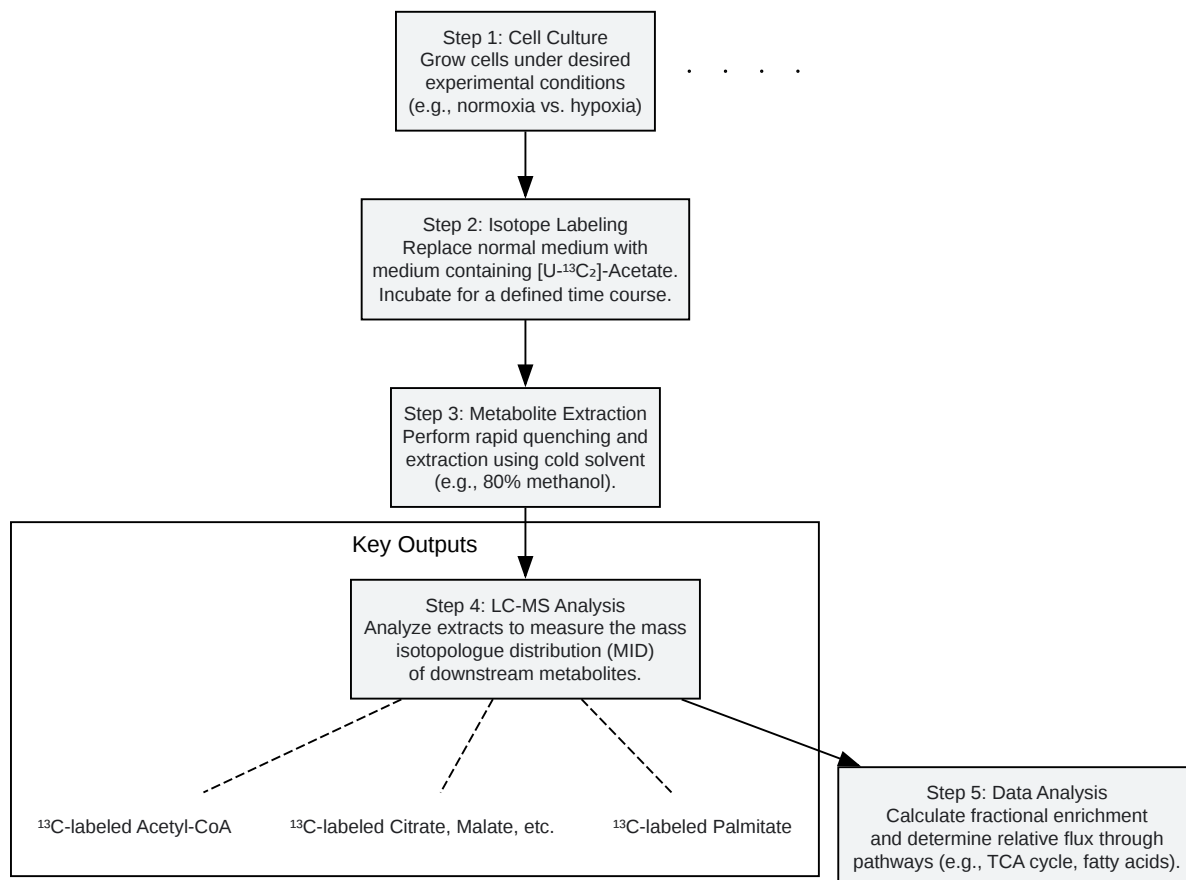 Step 1: Cell Culture
Grow cells under desired
experimental conditions
(e.g., normoxia vs. hypoxia)
. . . .
Step 2: Isotope Labeling
Replace normal medium with
medium containing [U-¹³C₂]-Acetate.
Incubate for a defined time course.
Step 3: Metabolite Extraction
Perform rapid quenching and
extraction using cold solvent
(e.g., 80% methanol).
Key Outputs
Step 4: LC-MS Analysis
Analyze extracts to measure the mass
isotopologue distribution (MID)
of downstream metabolites.
¹³C-labeled Acetyl-CoA
¹³C-labeled Citrate, Malate, etc.
¹³C-labeled Palmitate
Step 5: Data Analysis
Calculate fractional enrichment
and determine relative flux through
pathways (e.g., TCA cycle, fatty acids).